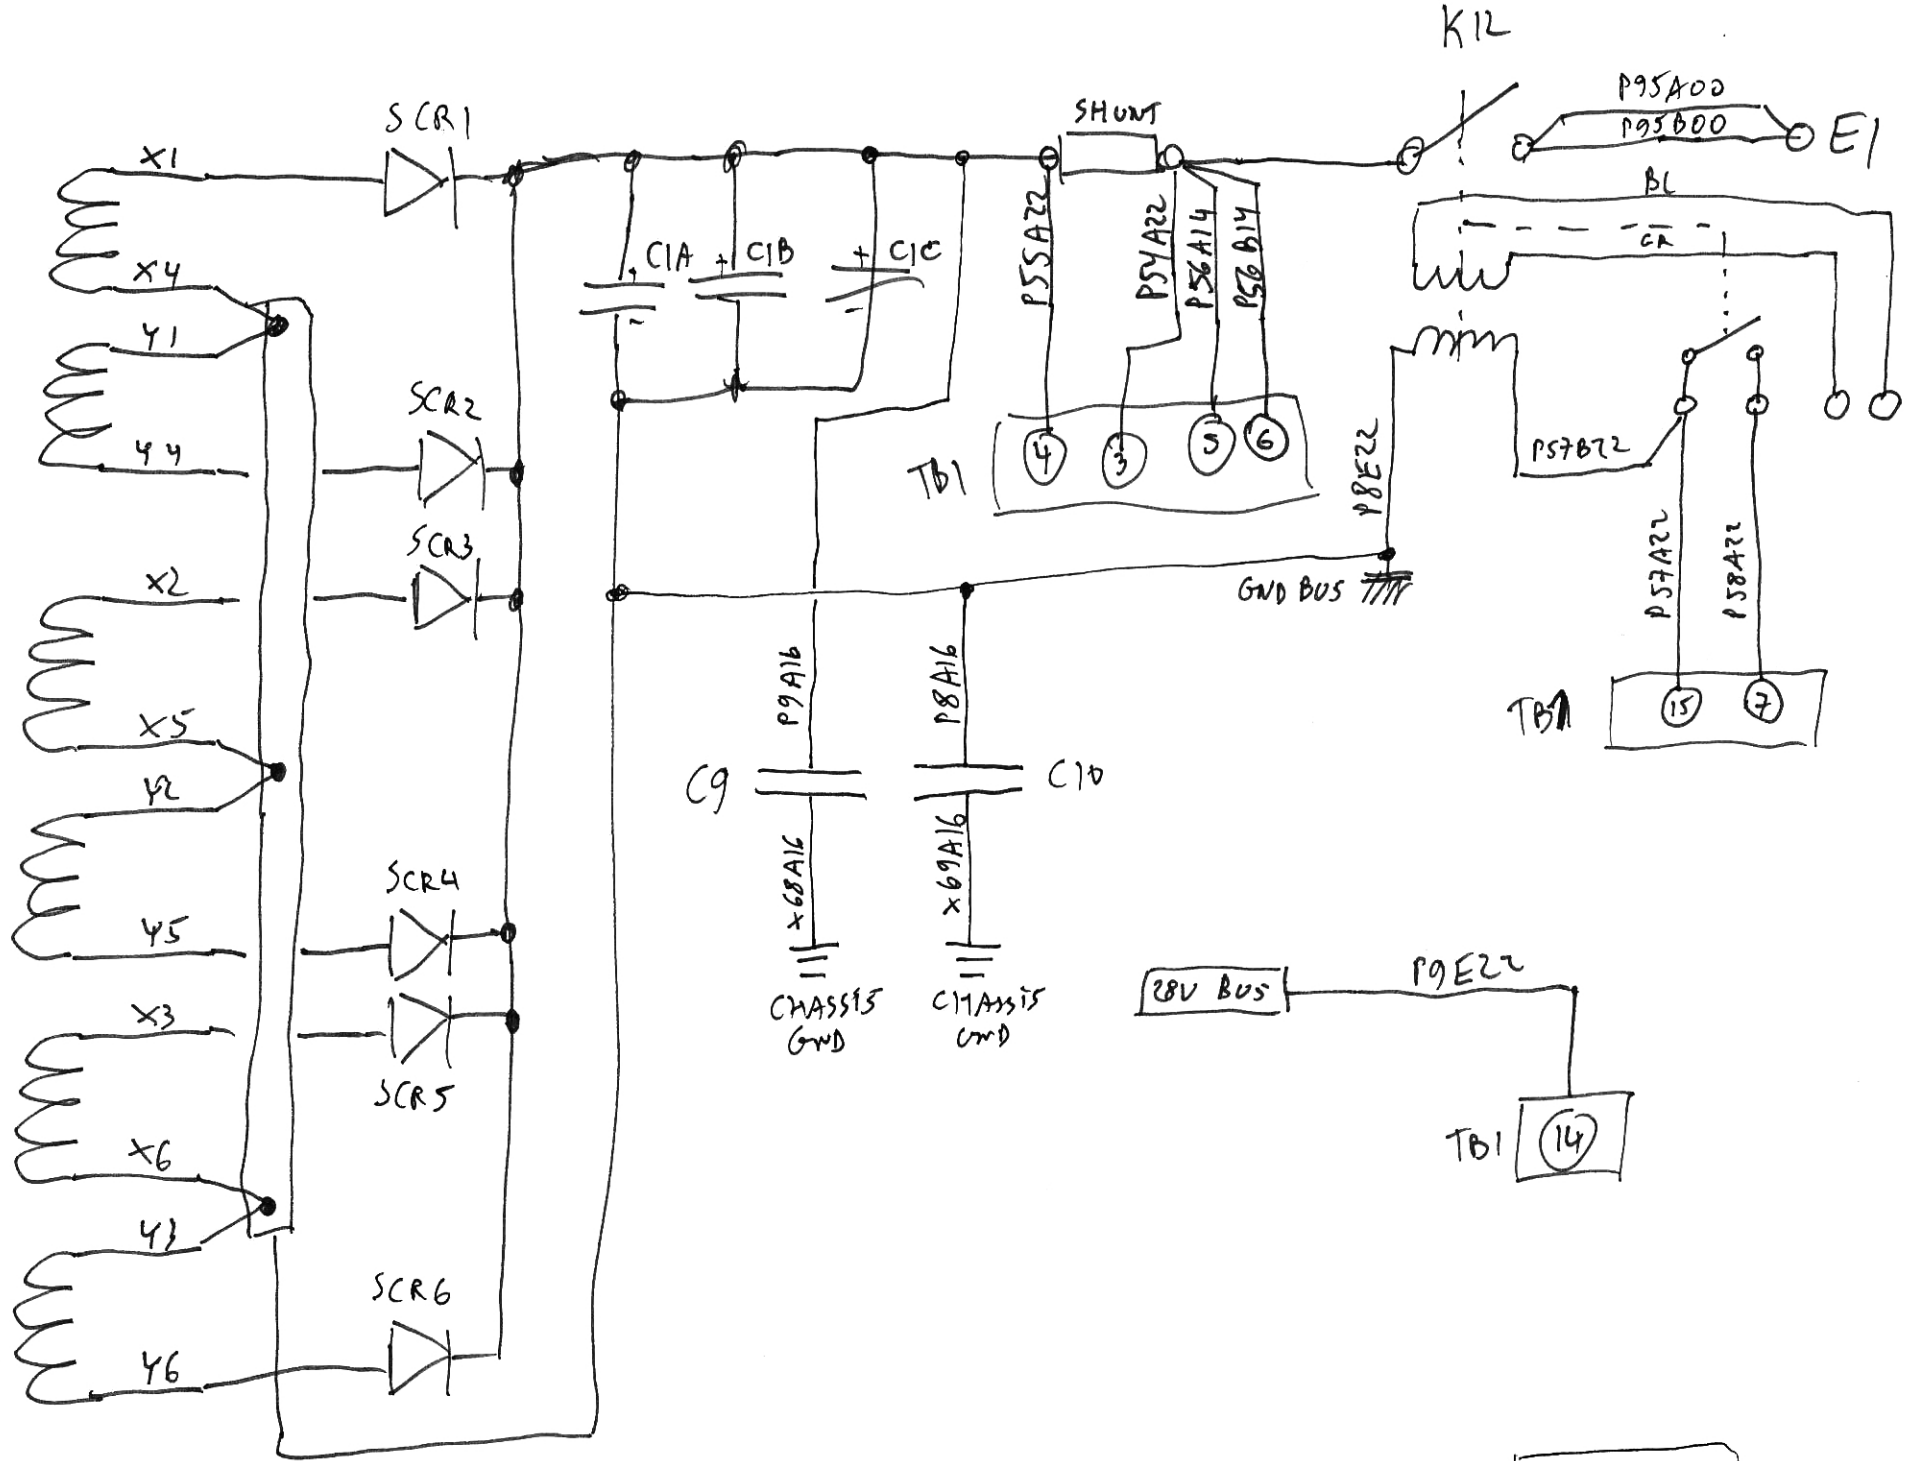 K12
P95A00
P95B00
E1
SHUNT
SCR1
X1
BL
GR
X4
C1A
+
-
C1B
+
C1C
+
-
P55A22
P54A22
P56A14
P56B14
Y1
SCR2
Y4
TB1
4
3
5
6
P8E22
P57B22
SCR3
X2
GND BUS
P57A22
P58A22
P9A16
P8A16
TB1
15
7
X5
Y2
C9
C10
X68A16
X69A16
SCR4
Y5
CHASSIS
GND
CHASSIS
GND
28V BUS
P9E22
X3
SCR5
TB1
14
X6
Y3
SCR6
Y6